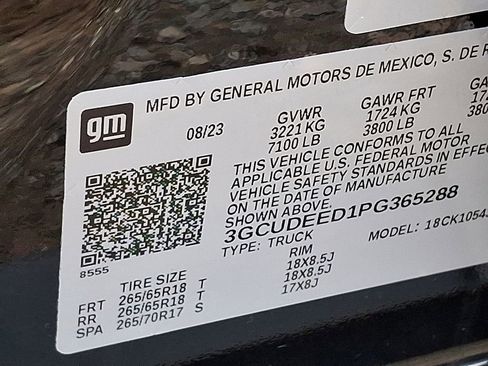 MFD BY GENERAL MOTORS DE MEXICO, S. DE R
gm
08/23
GVWR GAWR FRT GA
3221 KG 1724 KG 
7100 LB 3800 LB 380
THIS VEHICLE CONFORMS TO ALL
APPLICABLE U.S. FEDERAL MOTOR
VEHICLE SAFETY STANDARDS IN EFFE
ON THE DATE OF MANUFACTURE
SHOWN ABOVE.
3GCUDEED1PG365288
TYPE: TRUCK MODEL: 18CK1054
8555
TIRE SIZE RIM
FRT 265/65R18 T 18X8.5J
RR 265/65R18 T 18X8.5J
SPA 265/70R17 S 17X8J